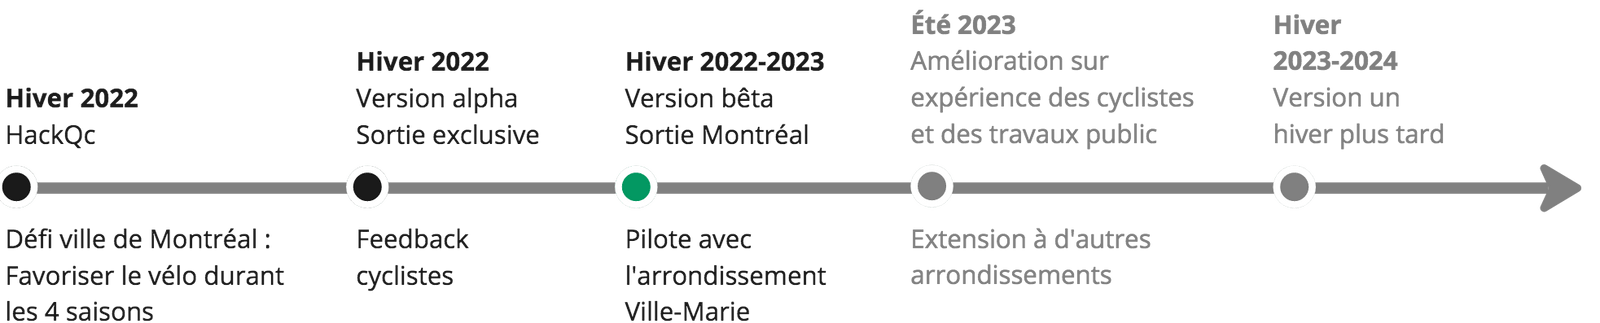 Hiver 2022
HackQc
Défi ville de Montréal :
Favoriser le vélo durant
les 4 saisons
Hiver 2022
Version alpha
Sortie exclusive
Feedback
cyclistes
Hiver 2022-2023
Version bêta
Sortie Montréal
Pilote avec
l'arrondissement
Ville-Marie
Été 2023
Amélioration sur
expérience des cyclistes
et des travaux public
Extension à d'autres
arrondissements
Hiver
2023-2024
Version un
hiver plus tard